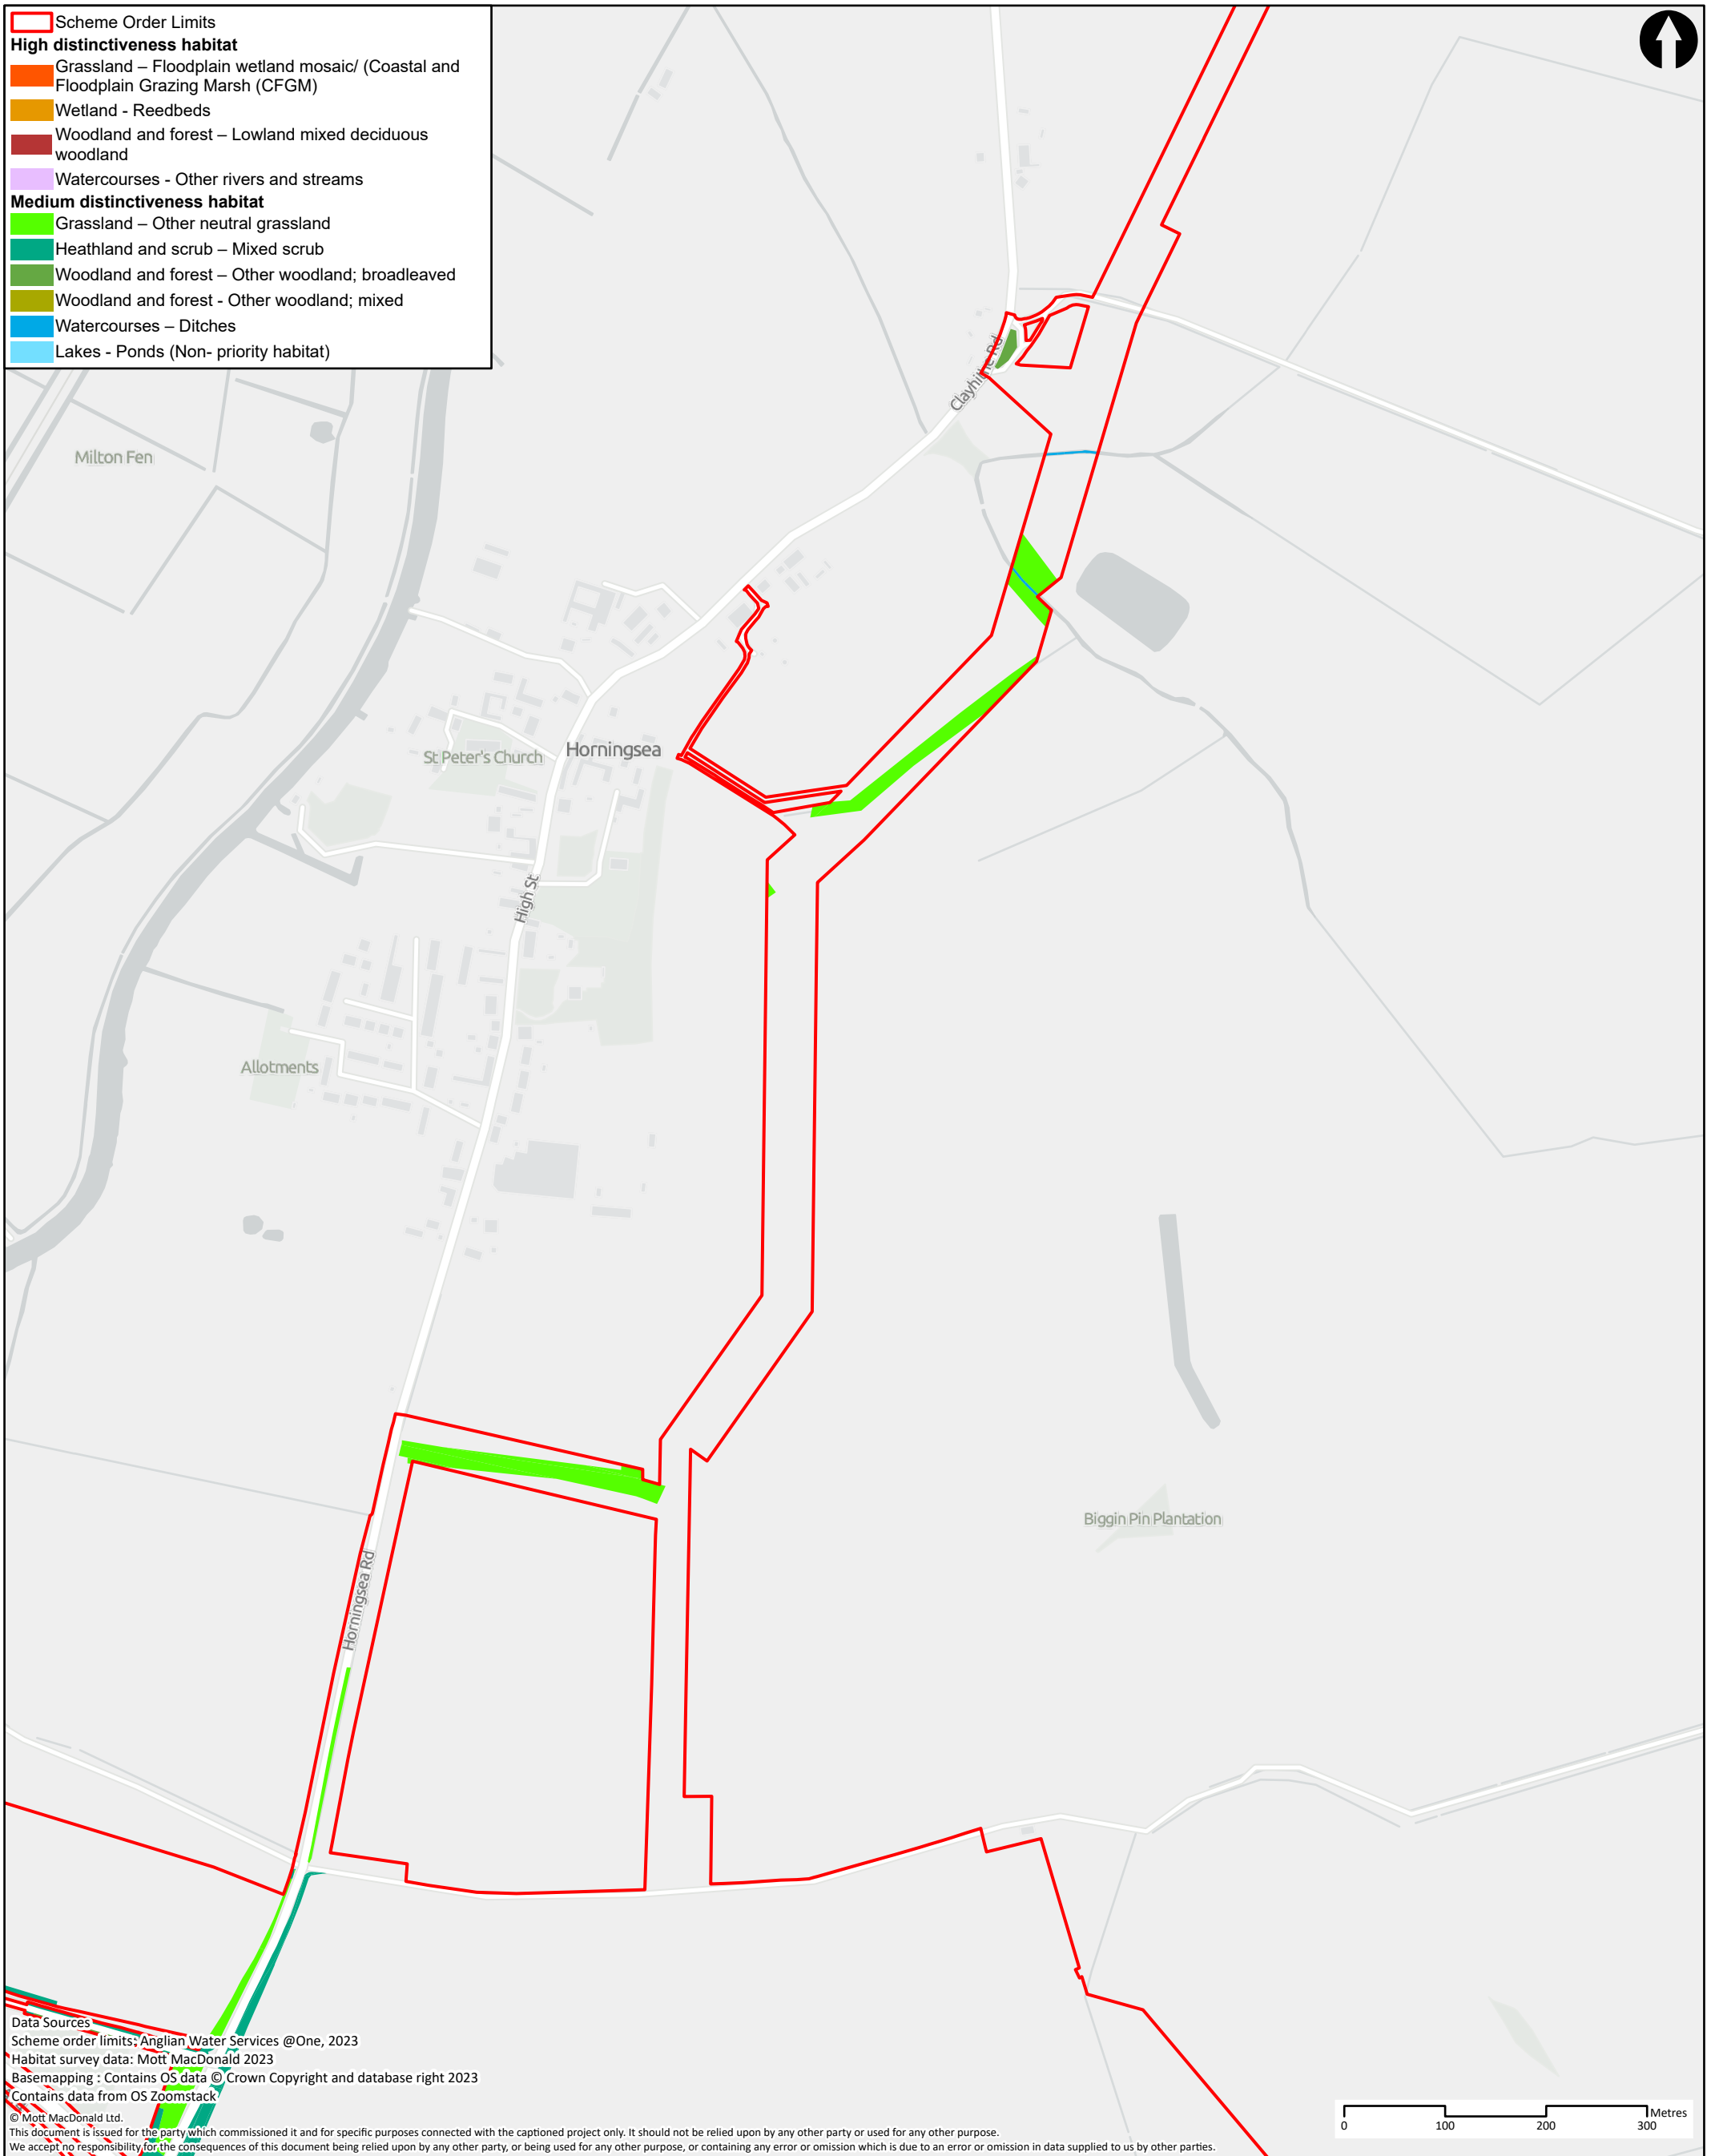 Scheme Order Limits
High distinctiveness habitat
Grassland – Floodplain wetland mosaic/ (Coastal and
Floodplain Grazing Marsh (CFGM)
Wetland - Reedbeds
Woodland and forest – Lowland mixed deciduous
woodland
Watercourses - Other rivers and streams
Medium distinctiveness habitat
Grassland – Other neutral grassland
Heathland and scrub – Mixed scrub
Woodland and forest – Other woodland; broadleaved
Woodland and forest - Other woodland; mixed
Watercourses – Ditches
Lakes - Ponds (Non- priority habitat)
Clayhithe Rd
Milton Fen
St Peter's Church
Horningsea
High St
Allotments
Biggin Pin Plantation
Horningsea Rd
Data Sources
Scheme order limits: Anglian Water Services @One, 2023
Habitat survey data: Mott MacDonald 2023
Basemapping : Contains OS data © Crown Copyright and database right 2023
Contains data from OS Zoomstack
© Mott MacDonald Ltd.
This document is issued for the party which commissioned it and for specific purposes connected with the captioned project only. It should not be relied upon by any other party or used for any other purpose.
We accept no responsibility for the consequences of this document being relied upon by any other party, or being used for any other purpose, or containing any error or omission which is due to an error or omission in data supplied to us by other parties.
Metres
0 100 200 300